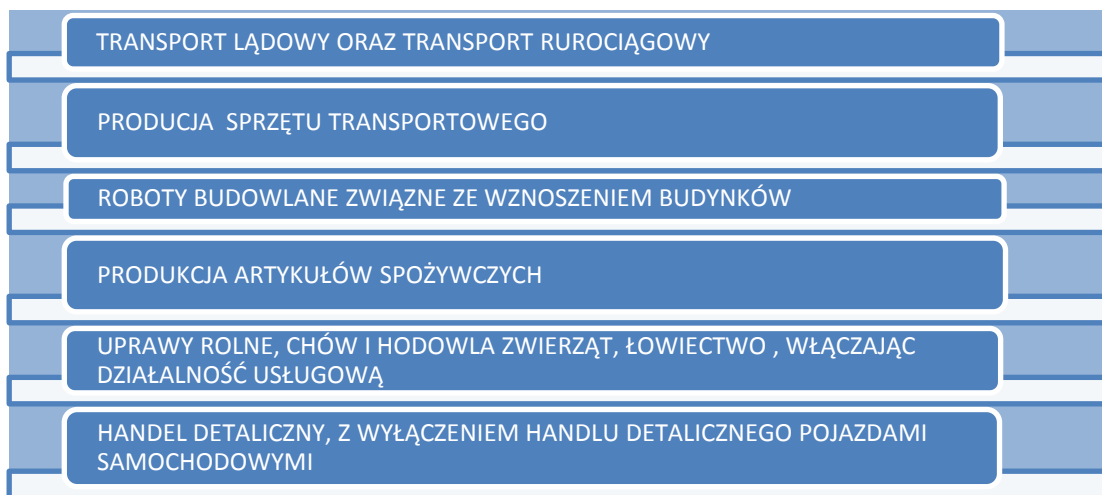 TRANSPORT LĄDOWY ORAZ TRANSPORT RUROCIĄGOWY
PRODUCJA SPRZĘTU TRANSPORTOWEGO
ROBOTY BUDOWLANE ZWIĄZNE ZE WZNOSZENIEM BUDYNKÓW
PRODUKCJA ARTYKUŁÓW SPOŻYWCZYCH
UPRAWY ROLNE, CHÓW I HODOWLA ZWIERZĄT, ŁOWIECTWO , WŁĄCZAJĄC
DZIAŁALNOŚĆ USŁUGOWĄ
HANDEL DETALICZNY, Z WYŁĄCZENIEM HANDLU DETALICZNEGO POJAZDAMI
SAMOCHODOWYMI